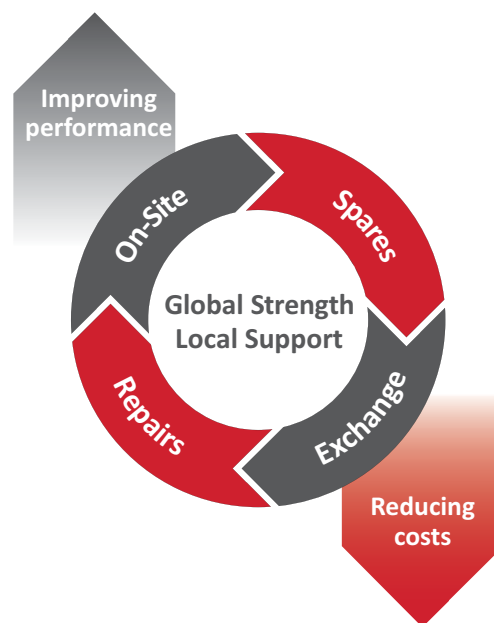 Improving
performance
On-Site
Spares
Global Strength
Local Support
Repairs
Exchange
Reducing
costs